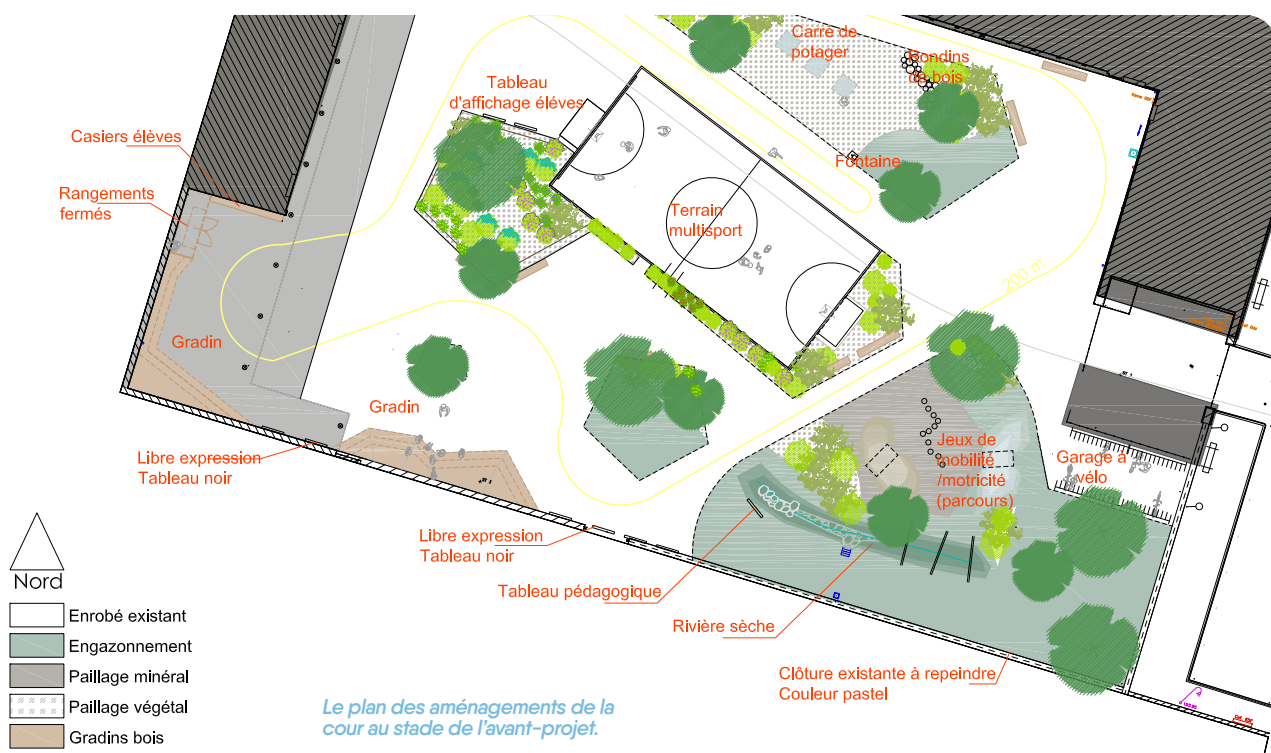 Carre de
potager
Rondins
de bois
Tableau
d'affichage éléves
Casiers élèves
Fontaine
Rangements
fermés
Terrain
multisport
200 m
Gradin
Gradin
Jeux de
mobilité
/motricité
(parcours)
Garage à
vélo
Libre expression
Tableau noir
Libre expression
Tableau noir
Tableau pédagogique
Rivière sèche
Clôture existante à repeindre
Couleur pastel
Nord
Enrobé existant
Engazonnement
Paillage minéral
Paillage végétal
Gradins bois
Le plan des aménagements de la
cour au stade de l'avant-projet.